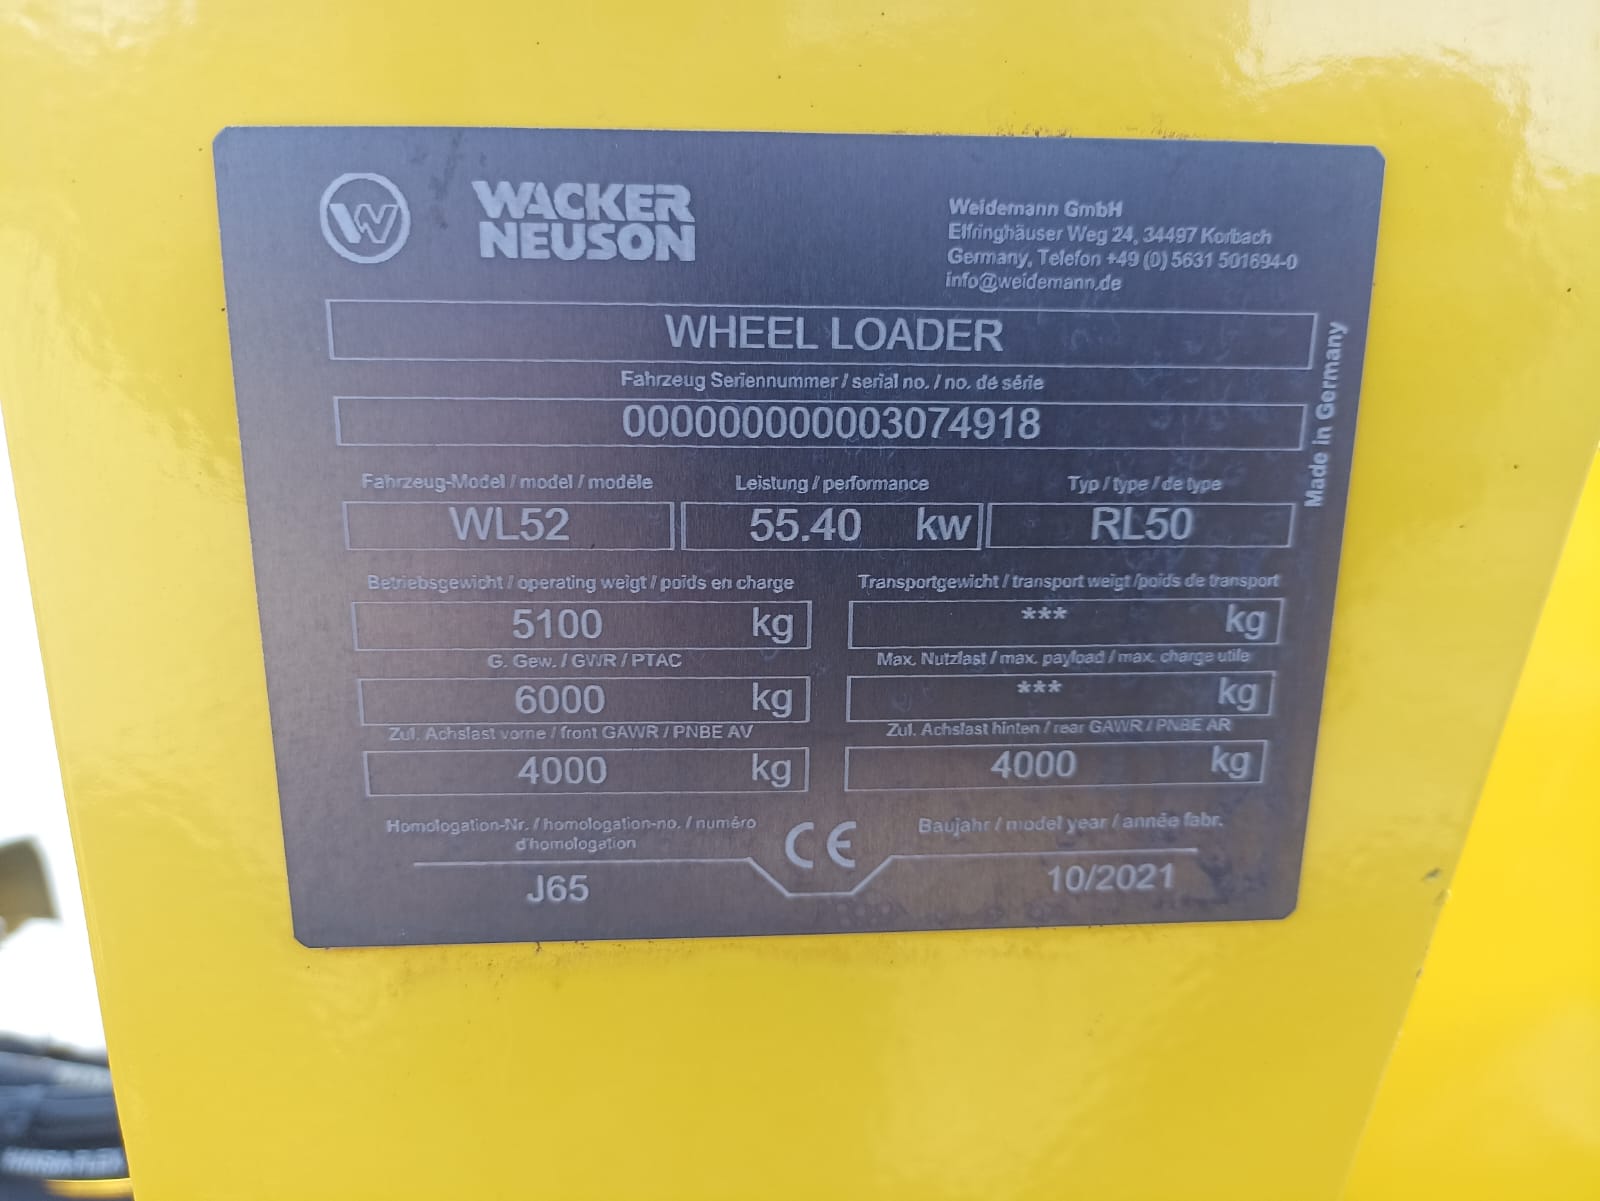 WACKER
NEUSON
Weidemann GmbH
Elfringhäuser Weg 24, 34497 Korbach
Germany, Telefon +49 (0) 5631 501694-0
info@weidemann.de
WHEEL LOADER
Fahrzeug Seriennummer / serial no. / no. dé série
000000000003074918
Made in Germany
Fahrzeug-Model / model / modéle
Leistung / performance
Typ / type / de type
WL52
55.40 kw
RL50
Betriebsgewicht / operating weigt / poids en charge
Transportgewicht / transport weigt /poids de transport
5100 kg
*** kg
G. Gew. / GWR / PTAC
Max. Nutzlast / max. payload / max. charge utile
6000 kg
*** kg
Zul. Achslast vorne / front GAWR / PNBE AV
Zul. Achslast hinten / rear GAWR / PNBE AR
4000 kg
4000 kg
Homologation-Nr. / homologation-no. / numéro
d'homologation
CE
Baujahr / model year / année fabr.
J65
10/2021